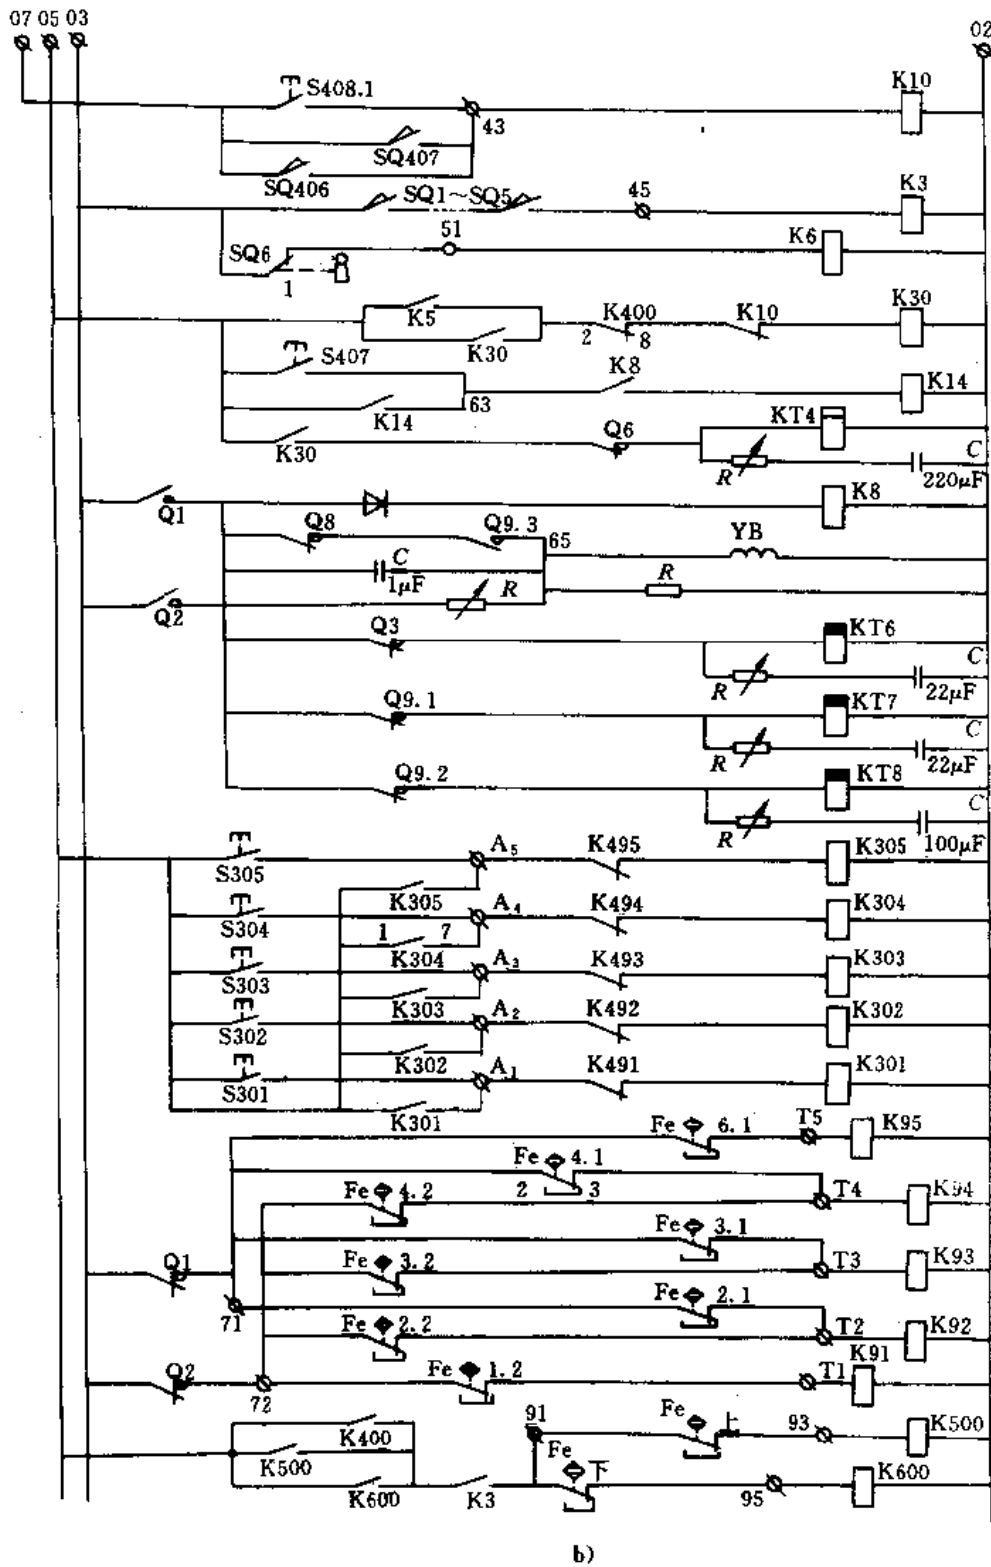 07 05 03 02
S408.1 K10
43
SQ407
SQ406
SQ1～SQ5 45 K3
51 K6
SQ6
1
K5 K400 K10 K30
2 8
K30
S407 K8 K14
63
K14 KT4
Q6 C
K30 R 220μF
K8
Q1
Q8 Q9.3 65 YB
C
1μF R R
Q2
Q3 KT6
C
R 22μF
Q9.1 KT7
C
R 22μF
Q9.2 KT8
C
R 100μF
A5 K495 K305
S305
K305 A4 K494 K304
S304 1 7
K304 A3 K493 K303
S303
K303 A2 K492 K302
S302
K302 A1 K491 K301
S301
K301
Fe 6.1 T5 K95
Fe 4.1
Fe 4.2 2 3 T4 K94
Fe 3.1
Q1 Fe 3.2 T3 K93
Fe 2.1
71 Fe 2.2 T2 K92
Q2 Fe 1.2 T1 K91
72
91 Fe 上 93 K500
K400
K500 Fe 下
K600 K3 95 K600
b)